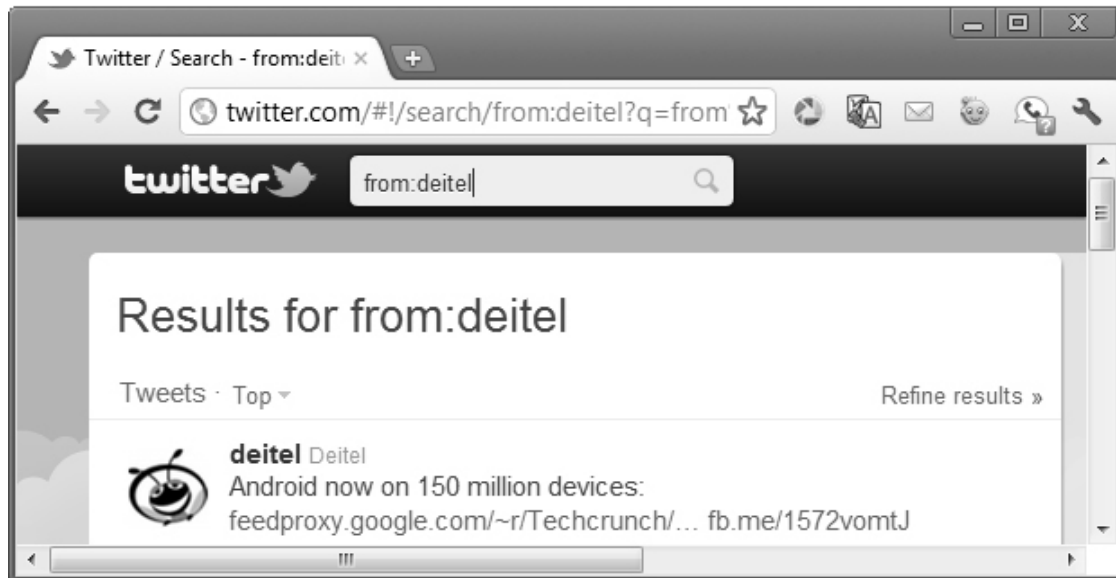 Twitter / Search - from:deit
twitter.com/#!/search/from:deitel?q=from
twitter
from:deitel
Results for from:deitel
Tweets · Top
Refine results »
deitel Deitel
Android now on 150 million devices:
feedproxy.google.com/~r/Techcrunch/... fb.me/1572vomtJ